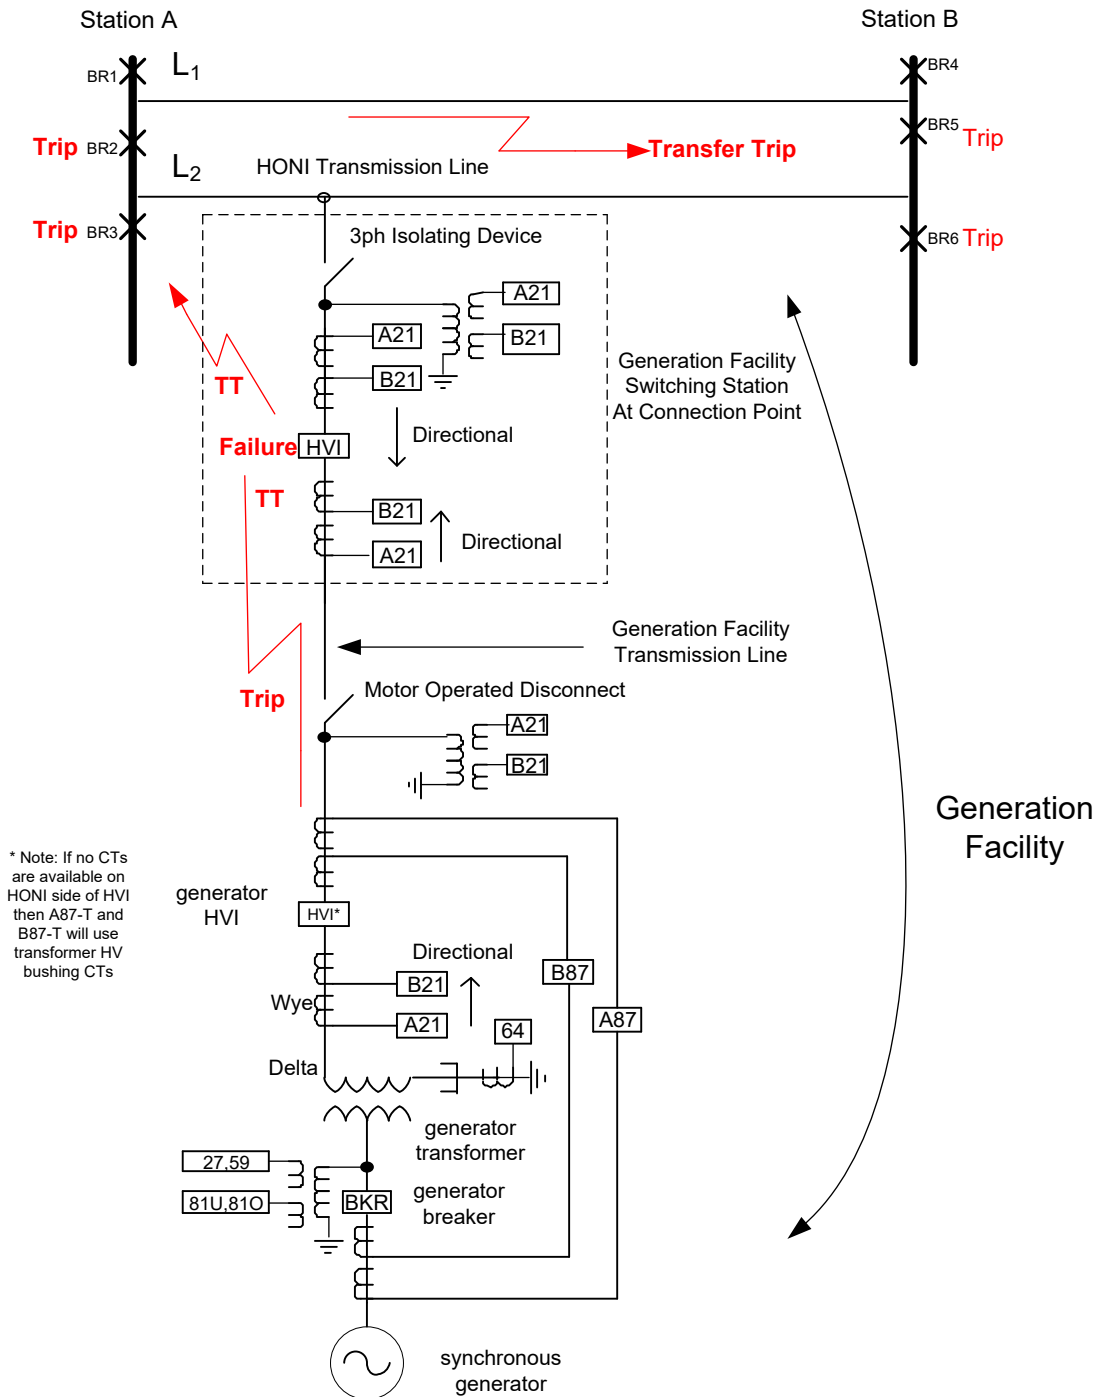 Station A
Station B
BR1
L1
BR4
Trip BR2
BR5 Trip
Transfer Trip
L2
HONI Transmission Line
Trip BR3
BR6 Trip
3ph Isolating Device
A21
A21
B21
B21
Generation Facility
Switching Station
At Connection Point
TT
Directional
Failure HVI
TT
B21
Directional
A21
Generation Facility
Transmission Line
Trip
Motor Operated Disconnect
A21
B21
Generation
Facility
* Note: If no CTs
are available on
HONI side of HVI
then A87-T and
B87-T will use
transformer HV
bushing CTs
generator
HVI
HVI*
Directional
B87
B21
Wye
A21
64
A87
Delta
generator
transformer
27,59
81U,81O
BKR
generator
breaker
synchronous
generator